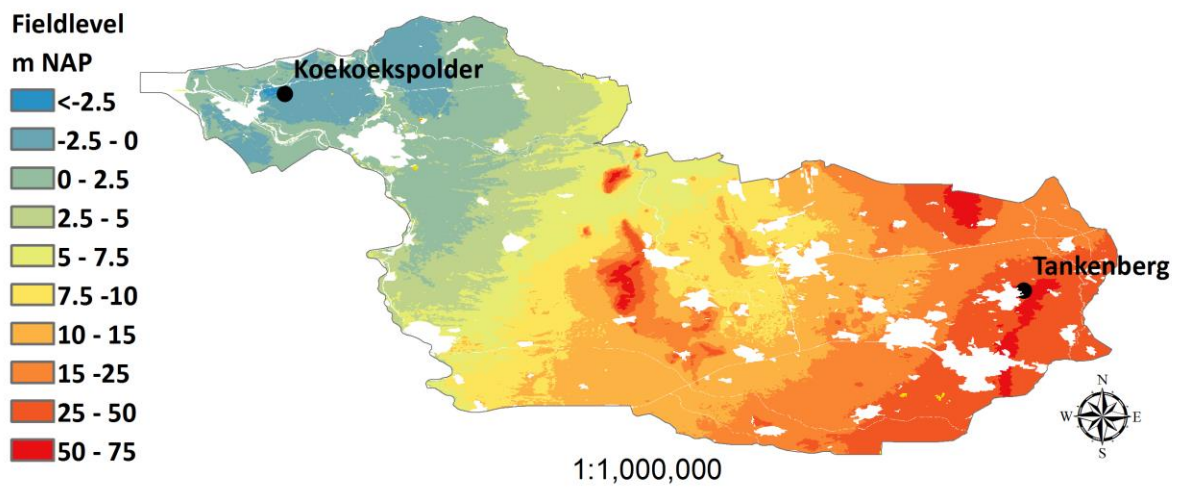 Fieldlevel
m NAP
<-2.5
-2.5 - 0
0 - 2.5
2.5 - 5
5 - 7.5
7.5 -10
10 - 15
15 -25
25 - 50
50 - 75
Koekoekspolder
Tankenberg
N
W E
S
1:1,000,000